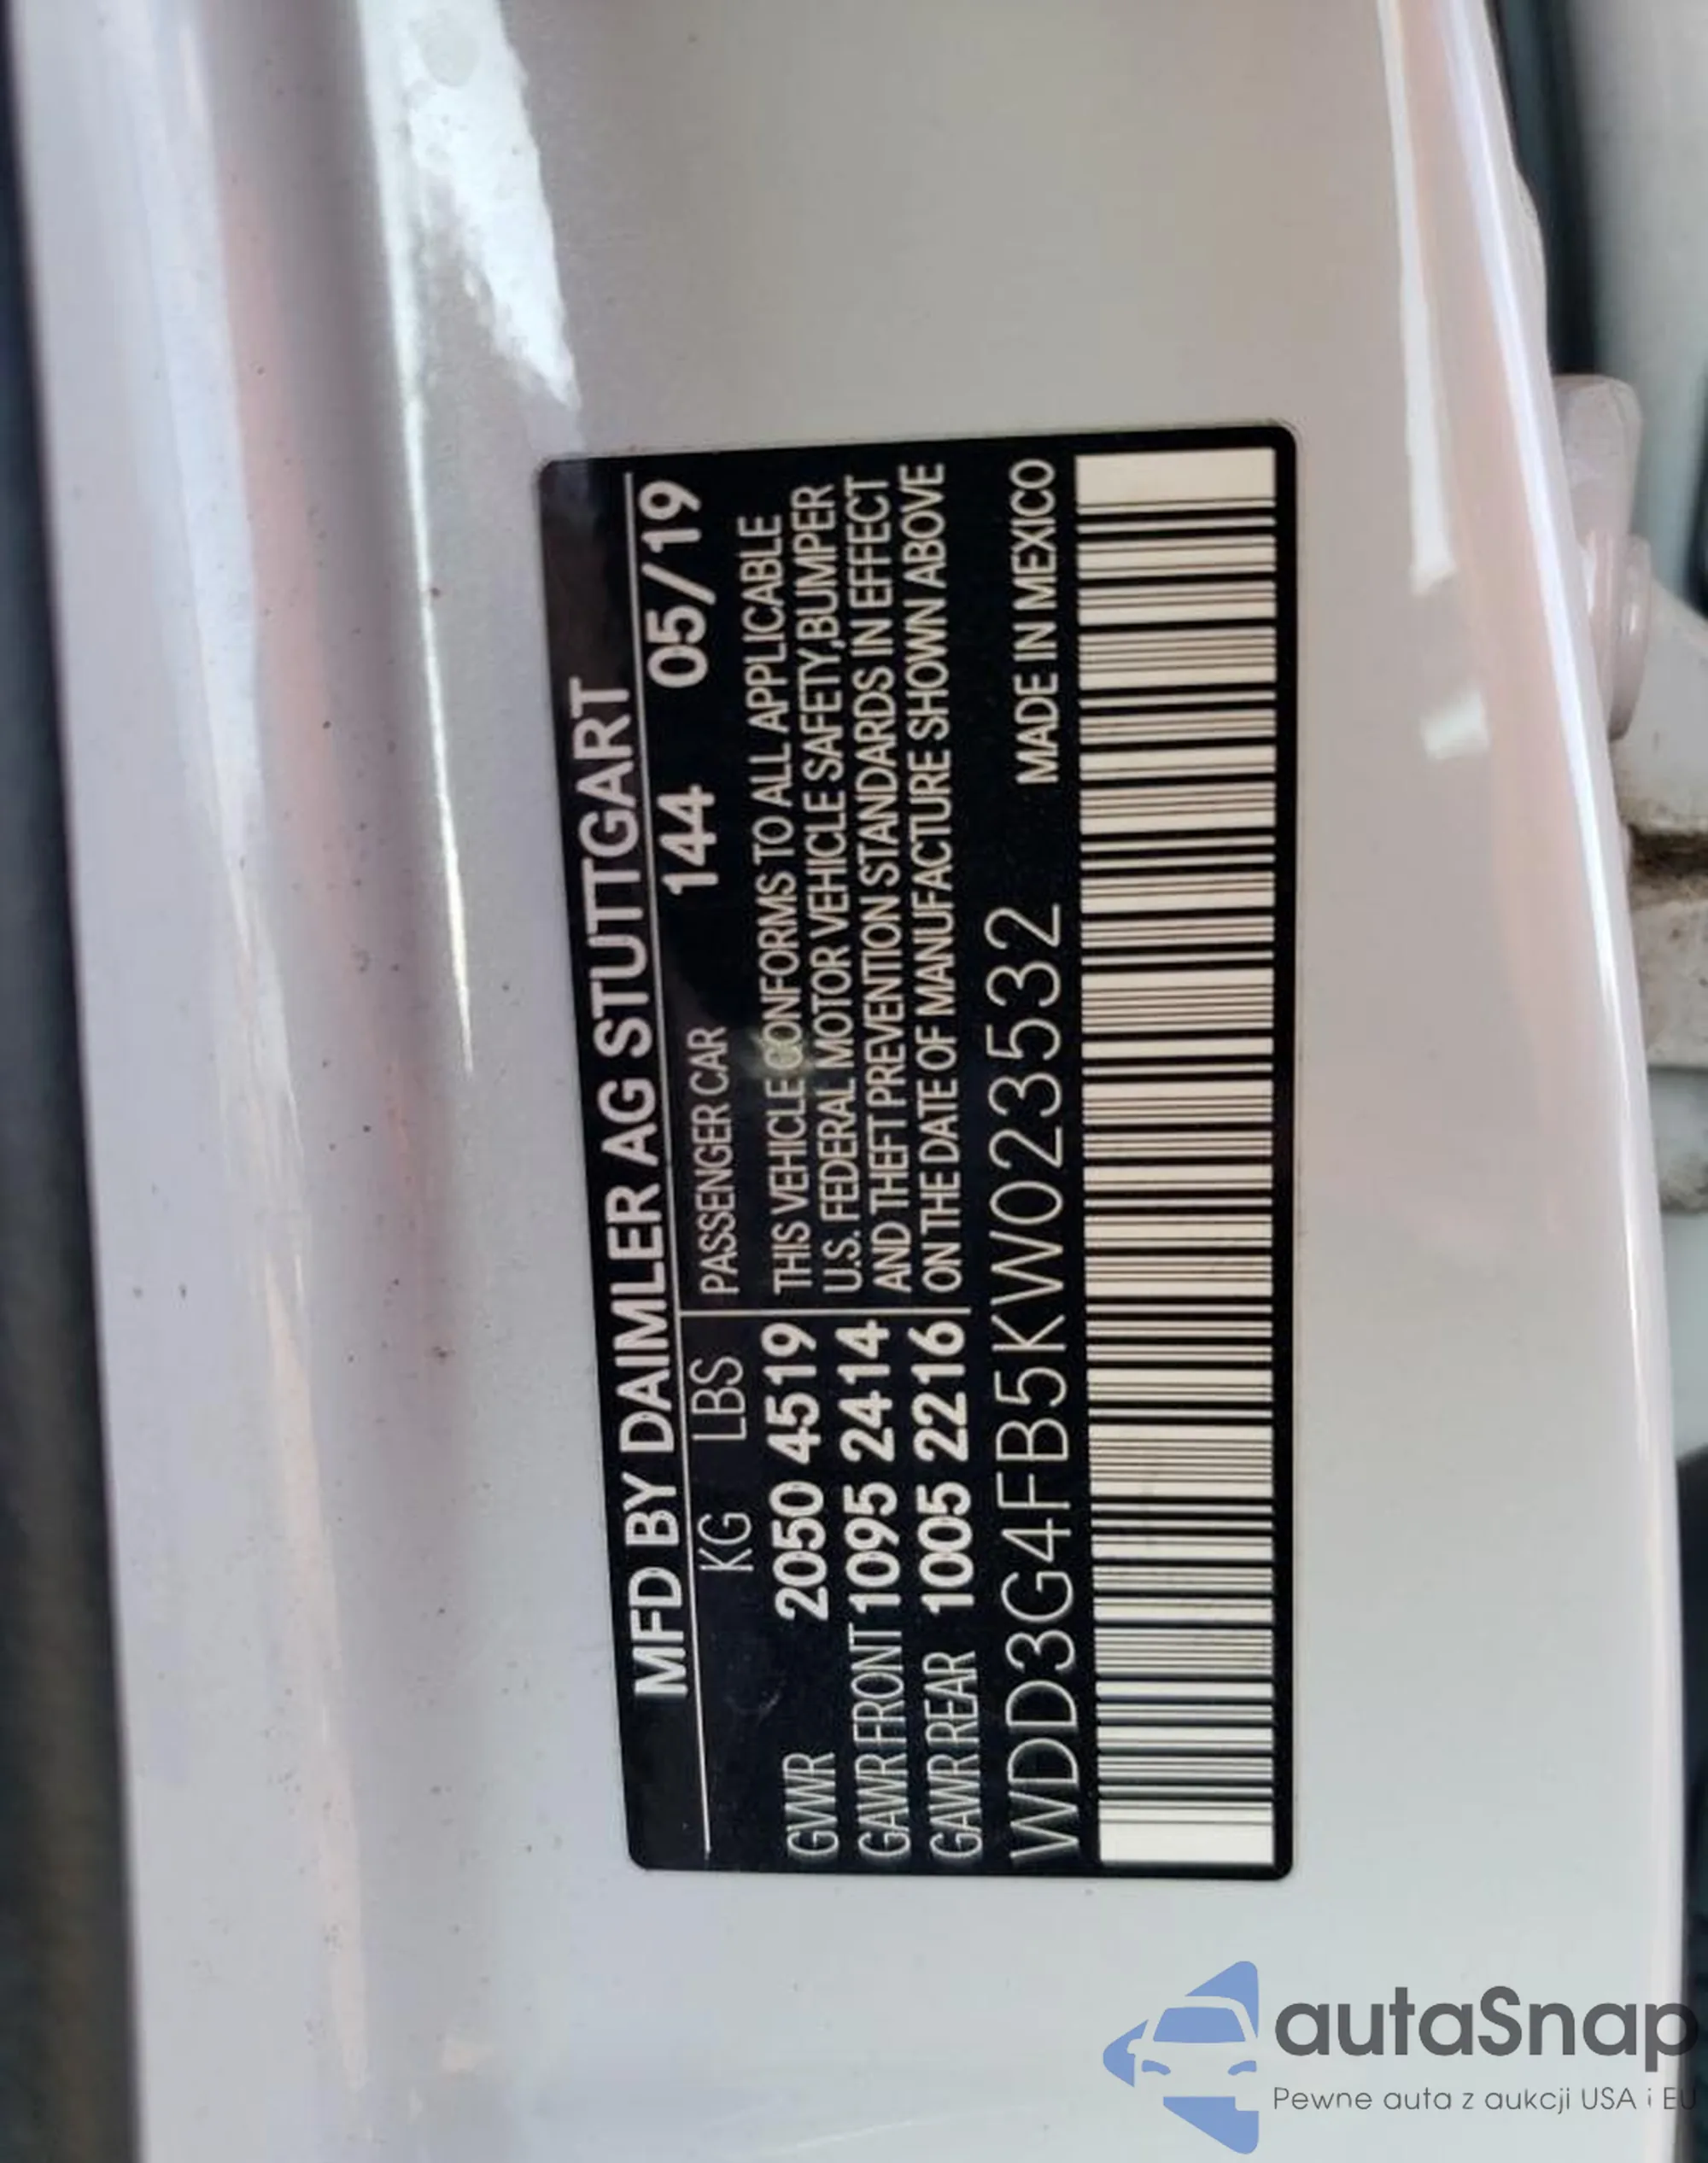 MFD BY DAIMLER AG STUTTGART
144 05/19
KG LBS PASSENGER CAR
GVWR 2050 4519 THIS VEHICLE CONFORMS TO ALL APPLICABLE
U.S. FEDERAL MOTOR VEHICLE SAFETY,BUMPER
GAWR FRONT 1095 2414 AND THEFT PREVENTION STANDARDS IN EFFECT
GAWR REAR 1005 2216 ON THE DATE OF MANUFACTURE SHOWN ABOVE
WDD3G4FB5KW023532 MADE IN MEXICO
autaSnap
Pewne auta z aukcji USA i EU